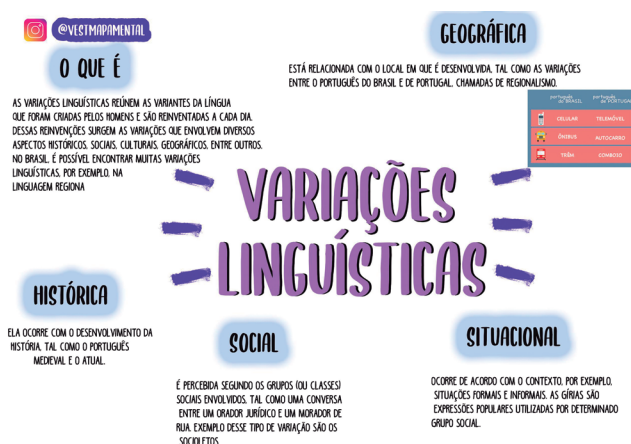 @VESTMAPAMENTAL
O QUE É
AS VARIAÇÕES LINGUÍSTICAS REÚNEM AS VARIANTES DA LÍNGUA
QUE FORAM CRIADAS PELOS HOMENS E SÃO REINVENTADAS A CADA DIA.
DESSAS REINVENÇÕES SURGEM AS VARIAÇÕES QUE ENVOLVEM DIVERSOS
ASPECTOS HISTÓRICOS, SOCIAIS, CULTURAIS, GEOGRÁFICOS, ENTRE OUTROS.
NO BRASIL, É POSSÍVEL ENCONTRAR MUITAS VARIAÇÕES
LINGUÍSTICAS, POR EXEMPLO, NA
LINGUAGEM REGIONA
GEOGRÁFICA
ESTÁ RELACIONADA COM O LOCAL EM QUE É DESENVOLVIDA, TAL COMO AS VARIAÇÕES
ENTRE O PORTUGUÊS DO BRASIL E DE PORTUGAL, CHAMADAS DE REGIONALISMO.
português do BRASIL português de PORTUGAL
CELULAR TELEMÓVEL
ÔNIBUS AUTOCARRO
TREM COMBOIO
VARIAÇÕES
LINGUÍSTICAS
HISTÓRICA
ELA OCORRE COM O DESENVOLVIMENTO DA
HISTÓRIA, TAL COMO O PORTUGUÊS
MEDIEVAL E O ATUAL.
SOCIAL
É PERCEBIDA SEGUNDO OS GRUPOS (OU CLASSES)
SOCIAIS ENVOLVIDOS, TAL COMO UMA CONVERSA
ENTRE UM ORADOR JURÍDICO E UM MORADOR DE
RUA. EXEMPLO DESSE TIPO DE VARIAÇÃO SÃO OS
SOCIOLETOS.
SITUACIONAL
OCORRE DE ACORDO COM O CONTEXTO, POR EXEMPLO,
SITUAÇÕES FORMAIS E INFORMAIS. AS GÍRIAS SÃO
EXPRESSÕES POPULARES UTILIZADAS POR DETERMINADO
GRUPO SOCIAL.